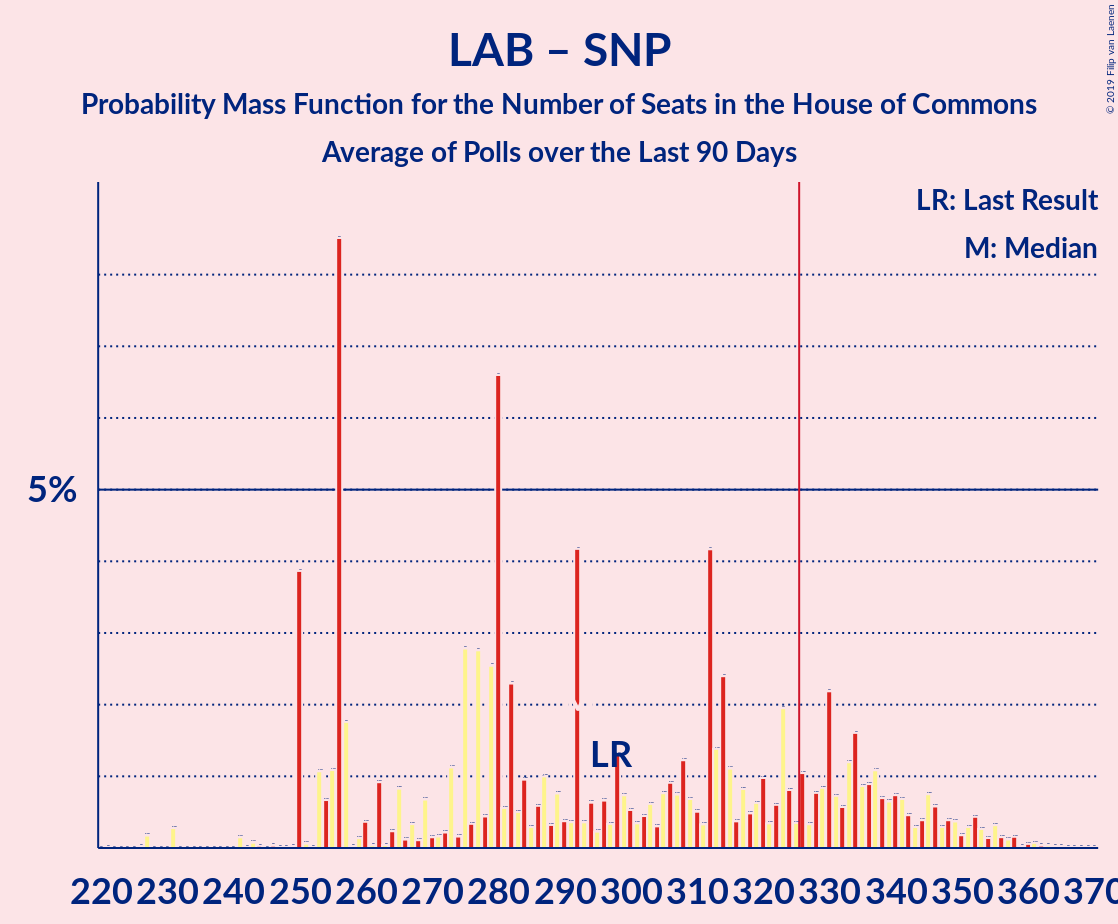 LAB – SNP
Probability Mass Function for the Number of Seats in the House of Commons
Average of Polls over the Last 90 Days
© 2019 Filip van Laenen
LR: Last Result
M: Median
5%
LR
220 230 240 250 260 270 280 290 300 310 320 330 340 350 360 370